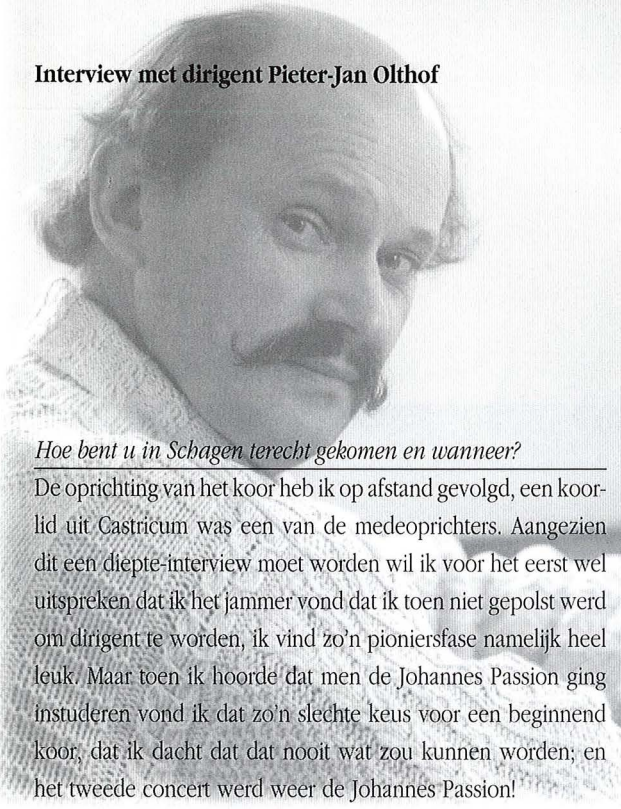 Interview met dirigent Pieter-Jan Olthof
Hoe bent u in Schagen terecht gekomen en wanneer?
De oprichting van het koor heb ik op afstand gevolgd, een koor-
lid uit Castricum was een van de medeoprichters. Aangezien
dit een diepte-interview moet worden wil ik voor het eerst wel
uitspreken dat ik het jammer vond dat ik toen niet gepolst werd
om dirigent te worden, ik vind zo'n pioniersfase namelijk heel
leuk. Maar toen ik hoorde dat men de Johannes Passion ging
instuderen vond ik dat zo'n slechte keus voor een beginnend
koor, dat ik dacht dat dat nooit wat zou kunnen worden; en
het tweede concert werd weer de Johannes Passion!